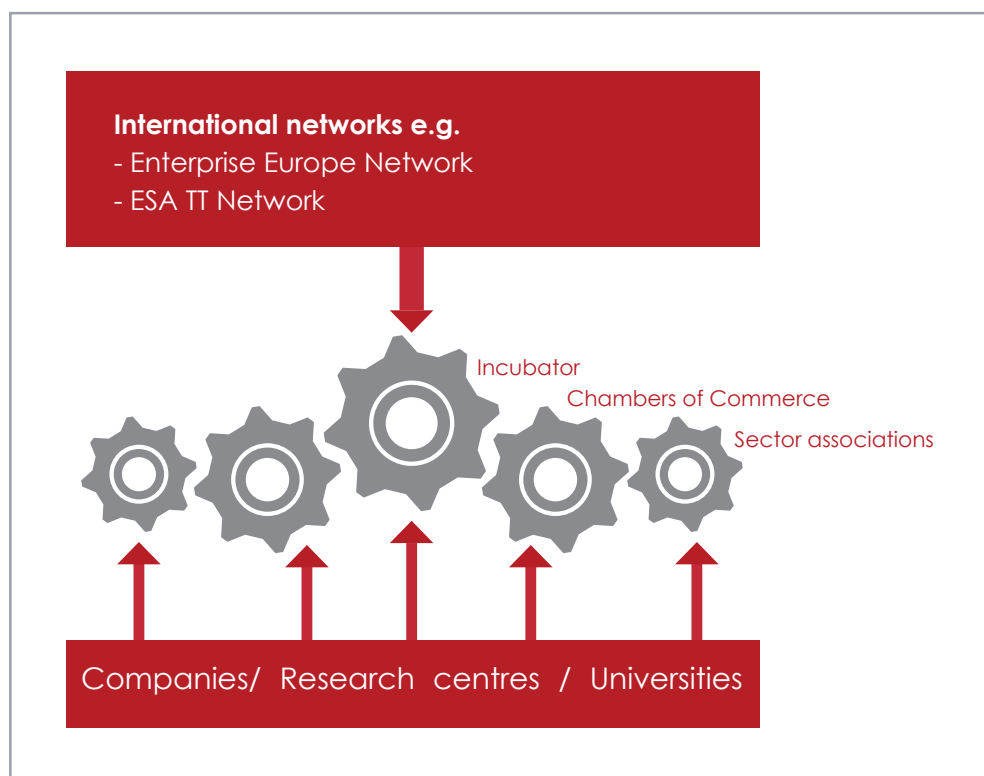 International networks e.g.
- Enterprise Europe Network
- ESA TT Network
Incubator
Chambers of Commerce
Sector associations
Companies/ Research centres / Universities